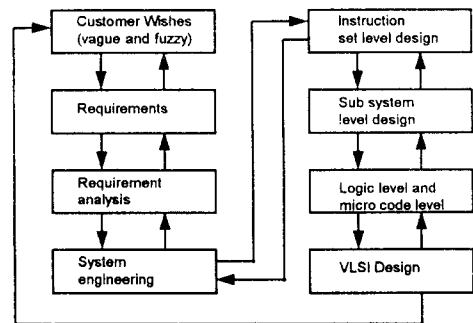 Customer Wishes
(vague and fuzzy)
Requirements
Requirement
analysis
System
engineering
Instruction
set level design
Sub system
level design
Logic level and
micro code level
VLSI Design